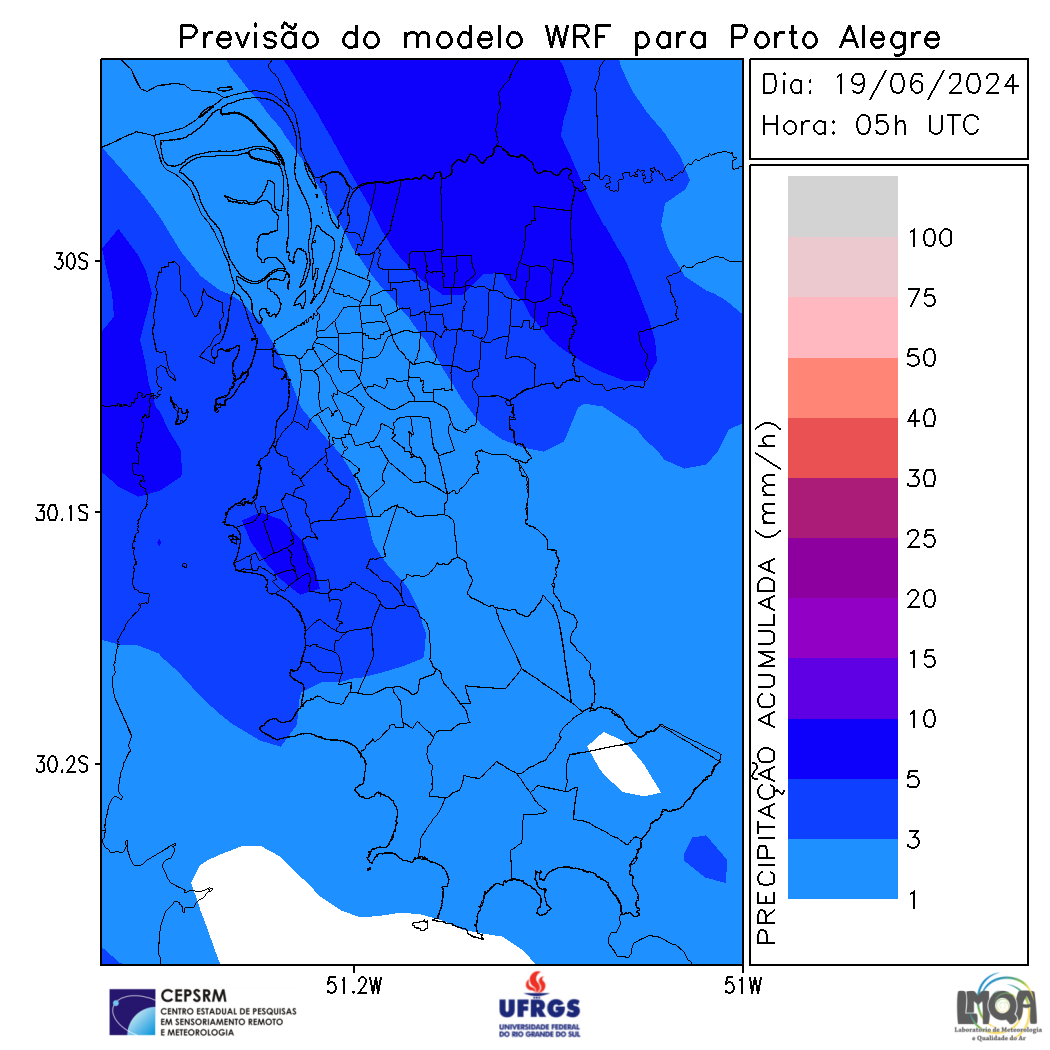 Previsão do modelo WRF para Porto Alegre
Dia: 19/06/2024
Hora: 05h UTC
30S
30.1S
30.2S
51.2W
51W
PRECIPITAÇÃO ACUMULADA (mm/h)
100
75
50
40
30
25
20
15
10
5
3
1
CEPSRM
CENTRO ESTADUAL DE PESQUISAS
EM SENSORIAMENTO REMOTO
E METEOROLOGIA
UFRGS
UNIVERSIDADE FEDERAL
DO RIO GRANDE DO SUL
LMQA
Laboratório de Meteorologia
e Qualidade do Ar